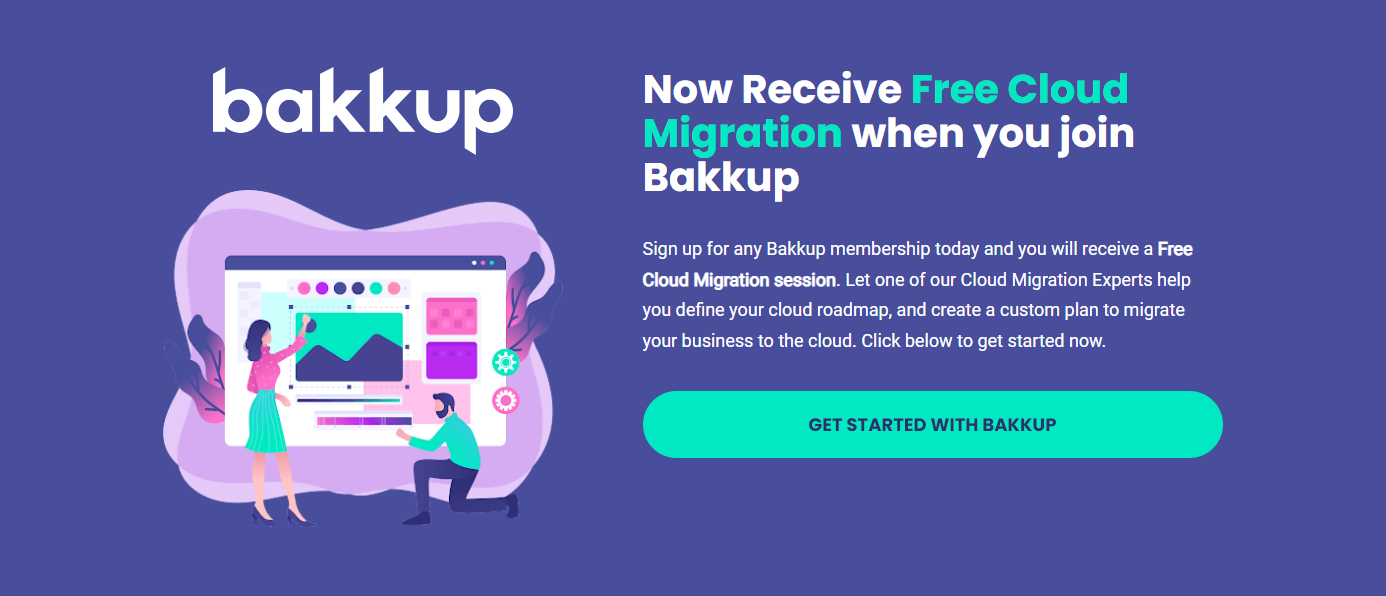 bakkup
Now Receive Free Cloud
Migration when you join
Bakkup
Sign up for any Bakkup membership today and you will receive a Free
Cloud Migration session. Let one of our Cloud Migration Experts help
you define your cloud roadmap, and create a custom plan to migrate
your business to the cloud. Click below to get started now.
GET STARTED WITH BAKKUP